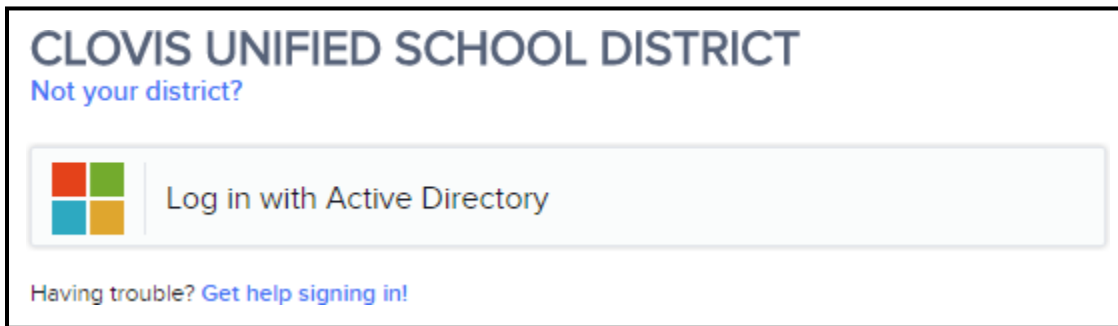 CLOVIS UNIFIED SCHOOL DISTRICT
Not your district?
Log in with Active Directory
Having trouble? Get help signing in!